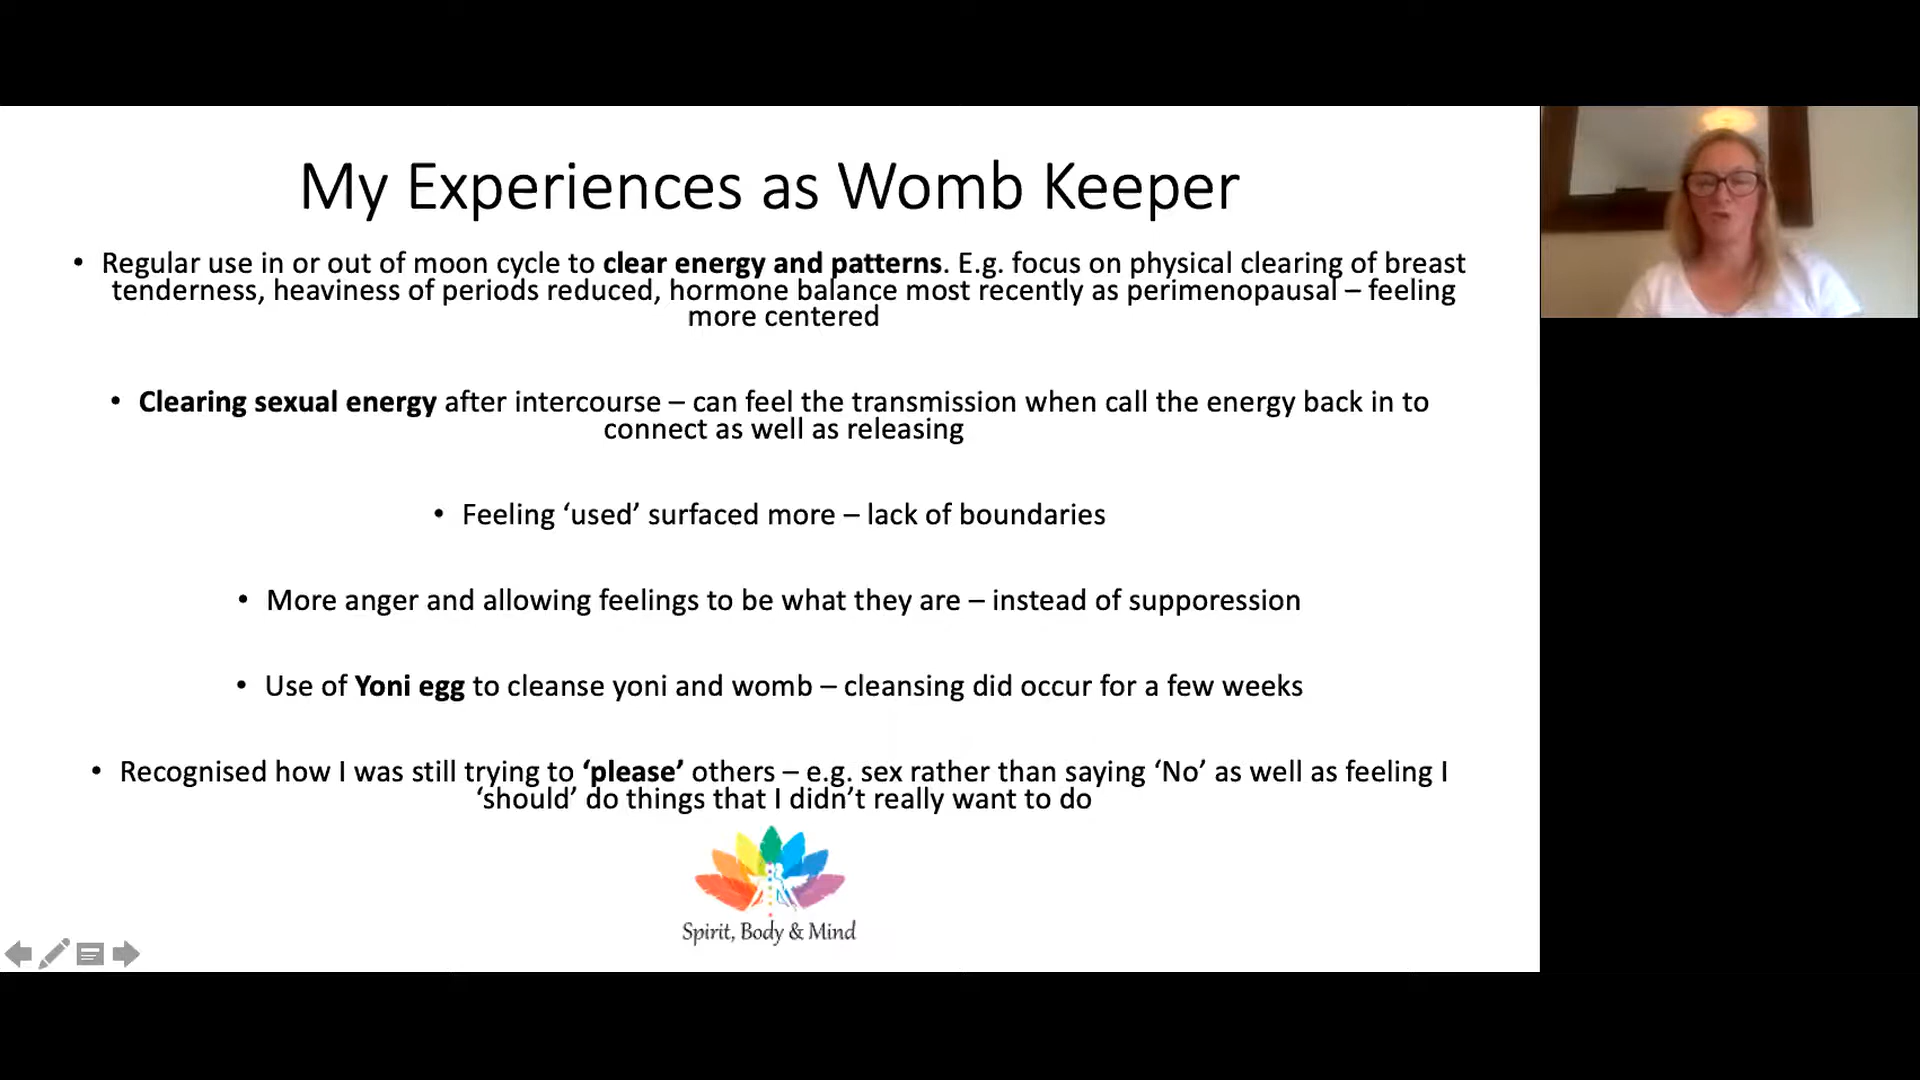 My Experiences as Womb Keeper
• Regular use in or out of moon cycle to clear energy and patterns. E.g. focus on physical clearing of breast
tenderness, heaviness of periods reduced, hormone balance most recently as perimenopausal – feeling
more centered
• Clearing sexual energy after intercourse – can feel the transmission when call the energy back in to
connect as well as releasing
• Feeling ‘used’ surfaced more – lack of boundaries
• More anger and allowing feelings to be what they are – instead of supporession
• Use of Yoni egg to cleanse yoni and womb – cleansing did occur for a few weeks
• Recognised how I was still trying to ‘please’ others – e.g. sex rather than saying ‘No’ as well as feeling I
‘should’ do things that I didn’t really want to do
Spirit, Body & Mind